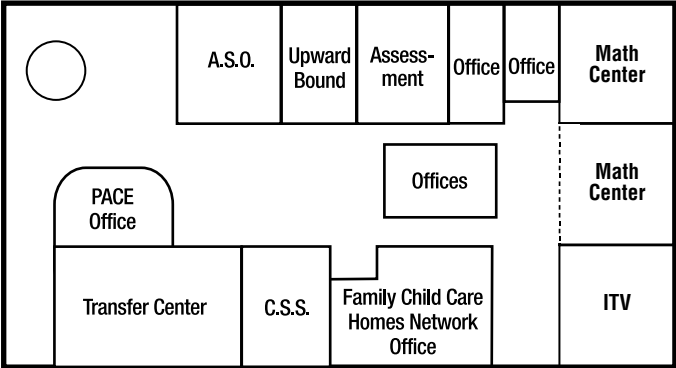 A.S.O.
Upward
Bound
Assess-
ment
Office
Office
Math
Center
Offices
Math
Center
PACE
Office
Transfer Center
C.S.S.
Family Child Care
Homes Network
Office
ITV